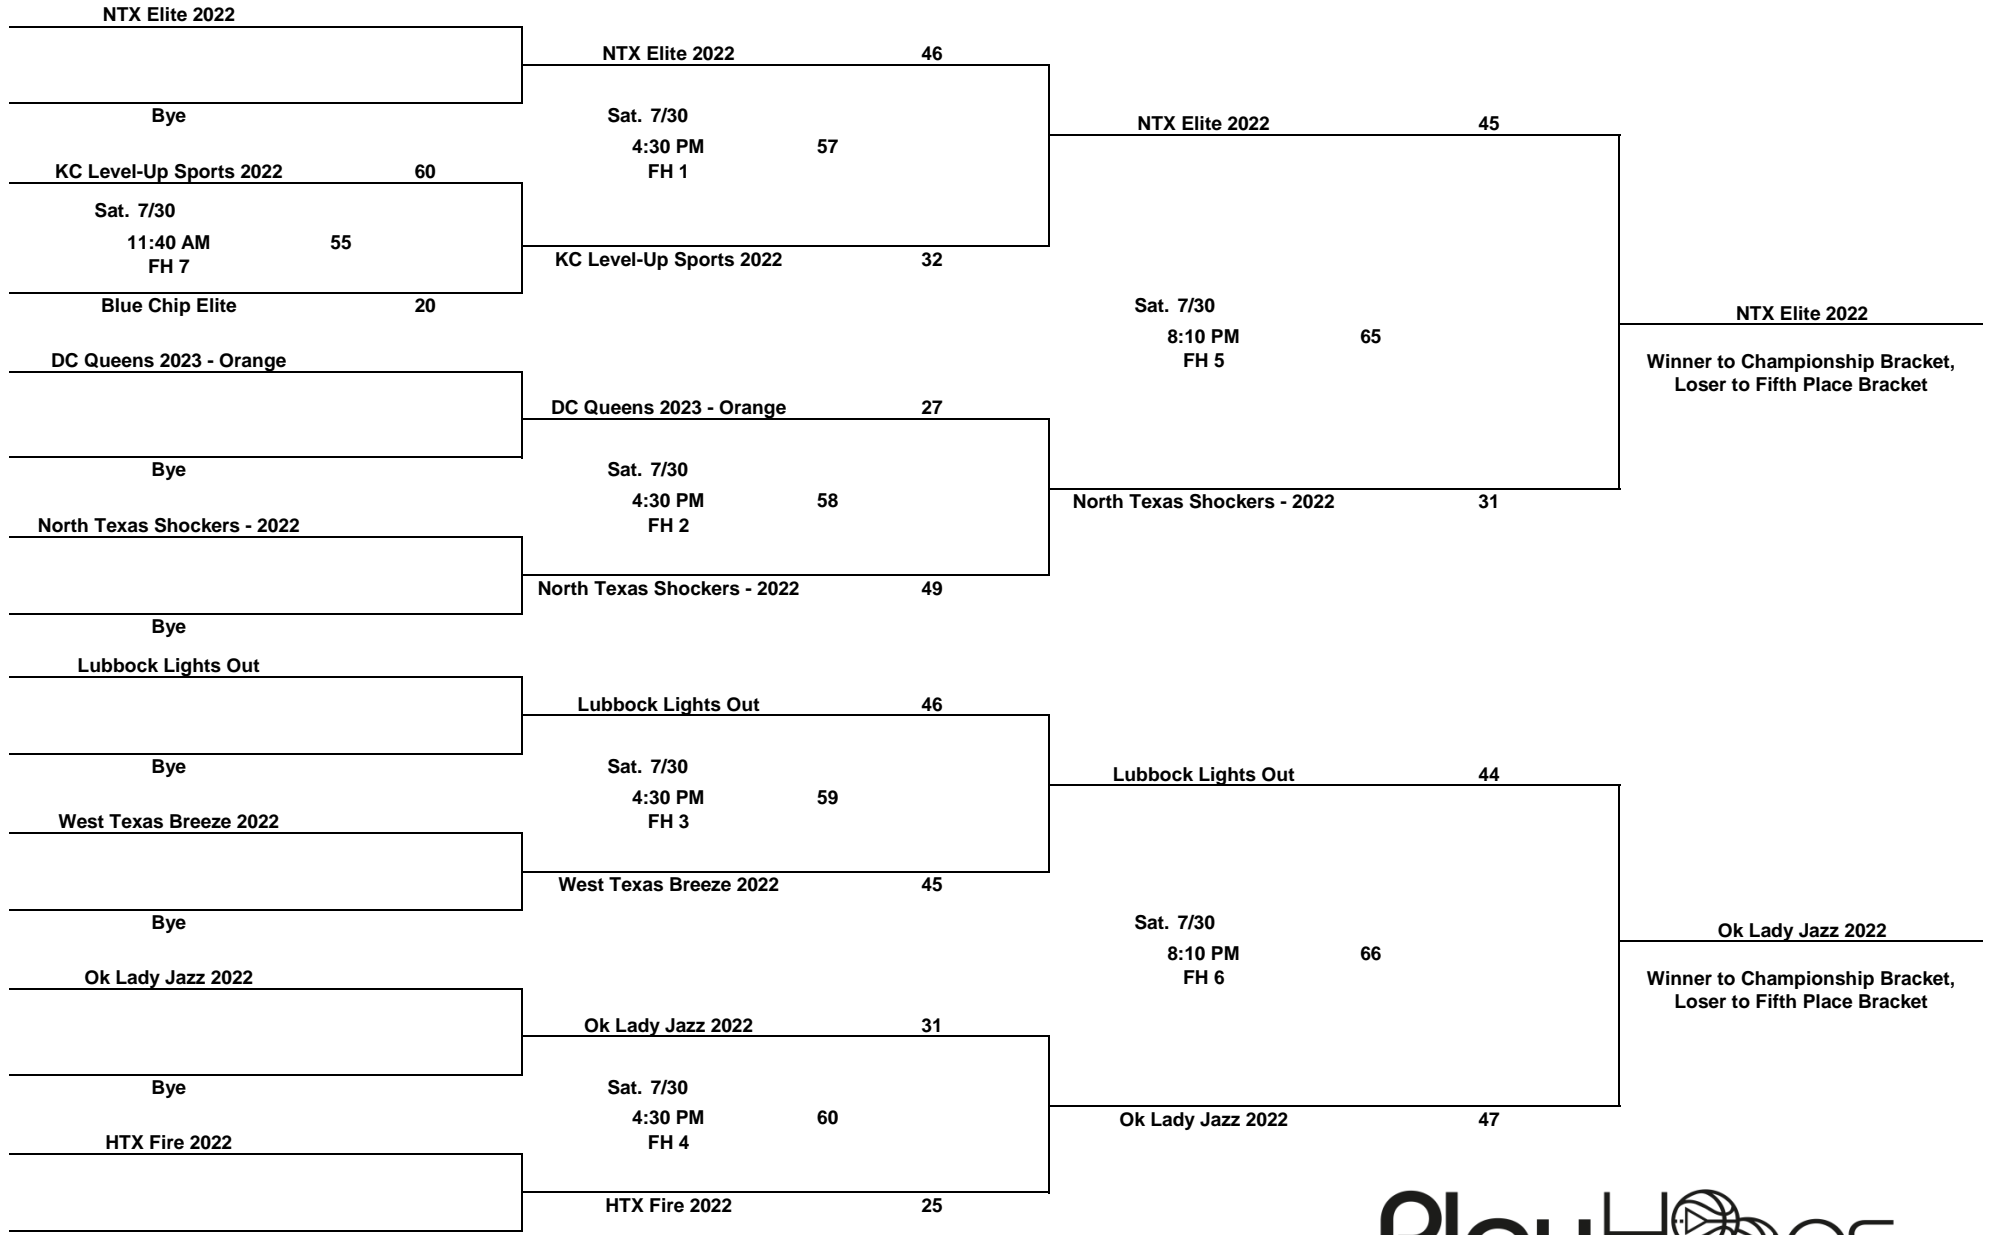 NTX Elite 2022
Bye
KC Level-Up Sports 2022 60
Sat. 7/30
11:40 AM 55
FH 7
Blue Chip Elite 20
DC Queens 2023 - Orange
Bye
North Texas Shockers - 2022
Bye
Lubbock Lights Out
Bye
West Texas Breeze 2022
Bye
Ok Lady Jazz 2022
Bye
HTX Fire 2022
NTX Elite 2022 46
Sat. 7/30
4:30 PM 57
FH 1
KC Level-Up Sports 2022 32
DC Queens 2023 - Orange 27
Sat. 7/30
4:30 PM 58
FH 2
North Texas Shockers - 2022 49
Lubbock Lights Out 46
Sat. 7/30
4:30 PM 59
FH 3
West Texas Breeze 2022 45
Ok Lady Jazz 2022 31
Sat. 7/30
4:30 PM 60
FH 4
HTX Fire 2022 25
NTX Elite 2022 45
Sat. 7/30
8:10 PM 65
FH 5
North Texas Shockers - 2022 31
Lubbock Lights Out 44
Sat. 7/30
8:10 PM 66
FH 6
Ok Lady Jazz 2022 47
NTX Elite 2022
Winner to Championship Bracket,
Loser to Fifth Place Bracket
Ok Lady Jazz 2022
Winner to Championship Bracket,
Loser to Fifth Place Bracket